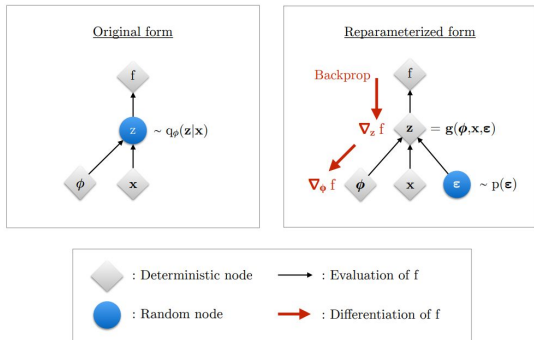 Original form
f
z ~ qϕ(z|x)
ϕ x
Reparameterized form
Backprop f
∇z f z = g(ϕ,x,ε)
∇ϕ f ϕ x ε ~ p(ε)
: Deterministic node : Evaluation of f
: Random node : Differentiation of f